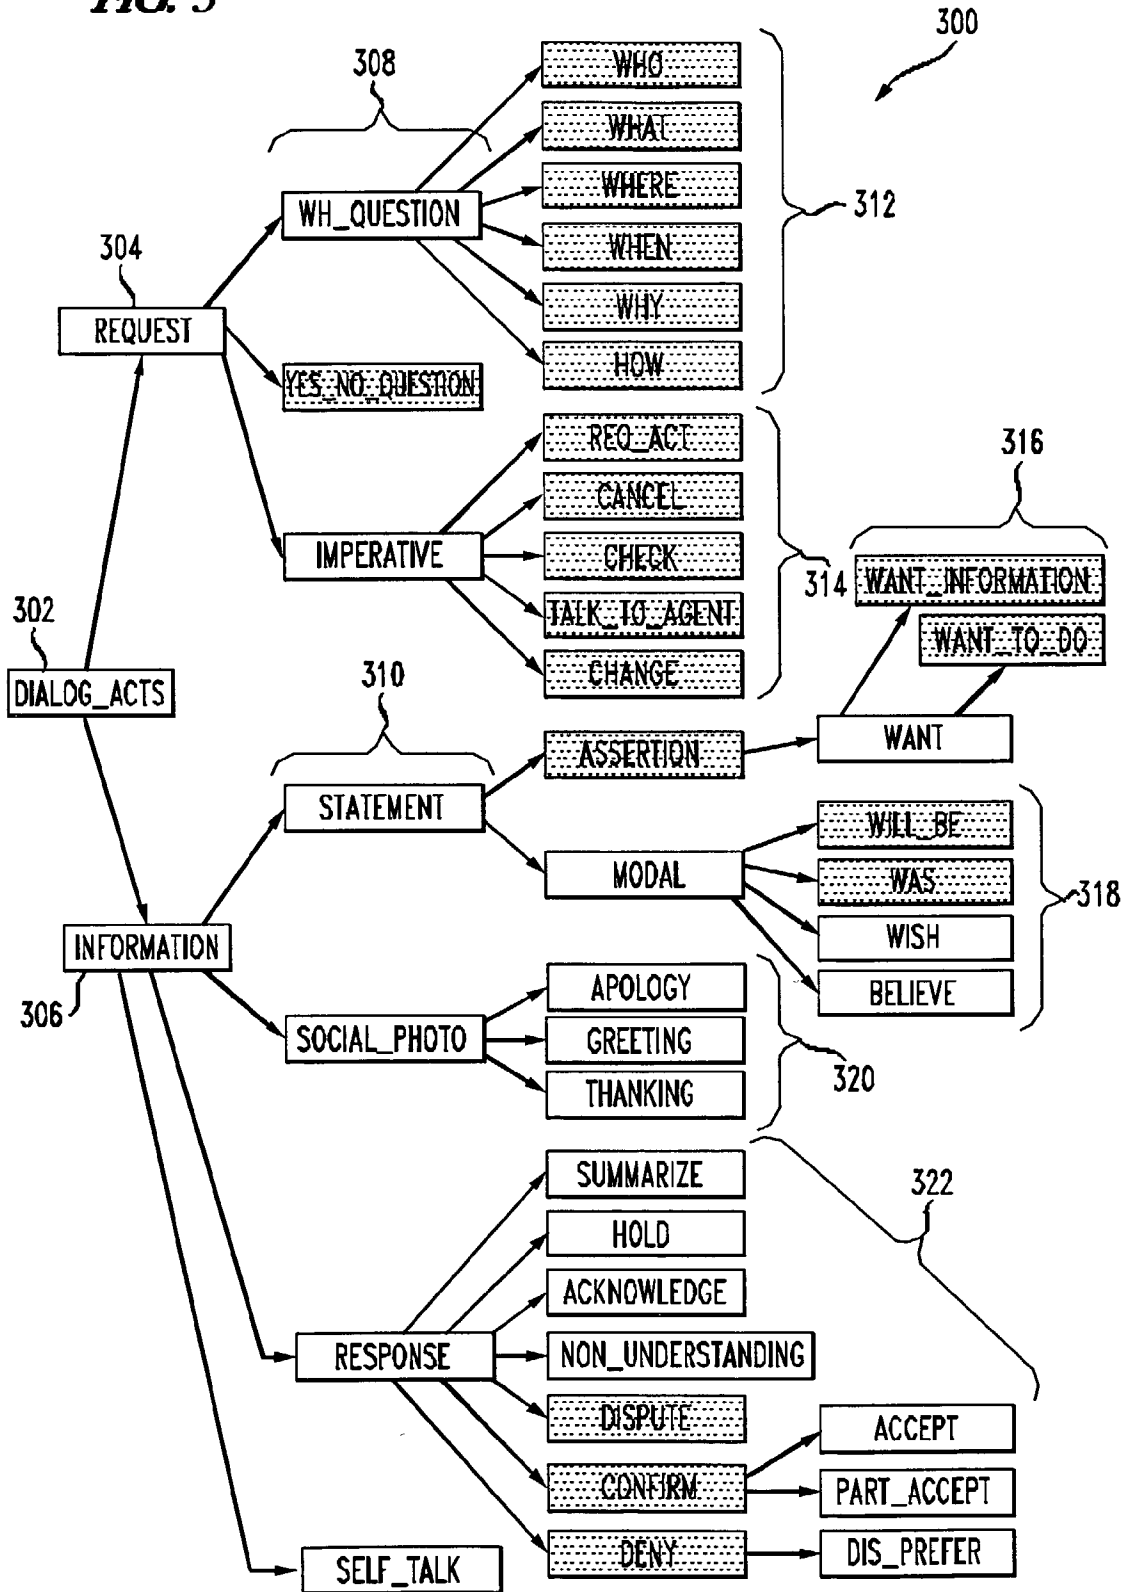 FIG. 3
300
308
WHO
WHAT
WHERE
312
WH_QUESTION
WHEN
304
WHY
REQUEST
HOW
YES_NO_QUESTION
REQ_ACT
316
CANCEL
IMPERATIVE
CHECK
314
WANT_INFORMATION
TALK_TO_AGENT
WANT_TO_DO
302
CHANGE
DIALOG_ACTS
310
ASSERTION
WANT
STATEMENT
WILL_BE
MODAL
WAS
318
INFORMATION
WISH
306
APOLOGY
BELIEVE
SOCIAL_PHOTO
GREETING
320
THANKING
SUMMARIZE
322
HOLD
ACKNOWLEDGE
RESPONSE
NON_UNDERSTANDING
DISPUTE
ACCEPT
CONFIRM
PART_ACCEPT
DENY
DIS_PREFER
SELF_TALK